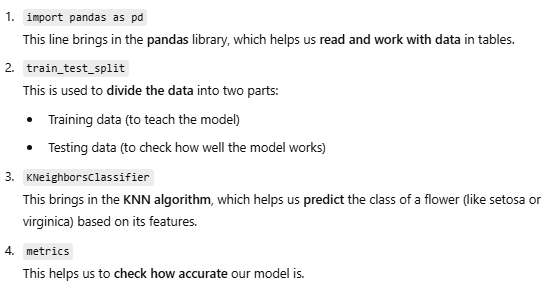 1. import pandas as pd
This line brings in the pandas library, which helps us read and work with data in tables.
2. train_test_split
This is used to divide the data into two parts:
• Training data (to teach the model)
• Testing data (to check how well the model works)
3. KNeighborsClassifier
This brings in the KNN algorithm, which helps us predict the class of a flower (like setosa or
virginica) based on its features.
4. metrics
This helps us to check how accurate our model is.